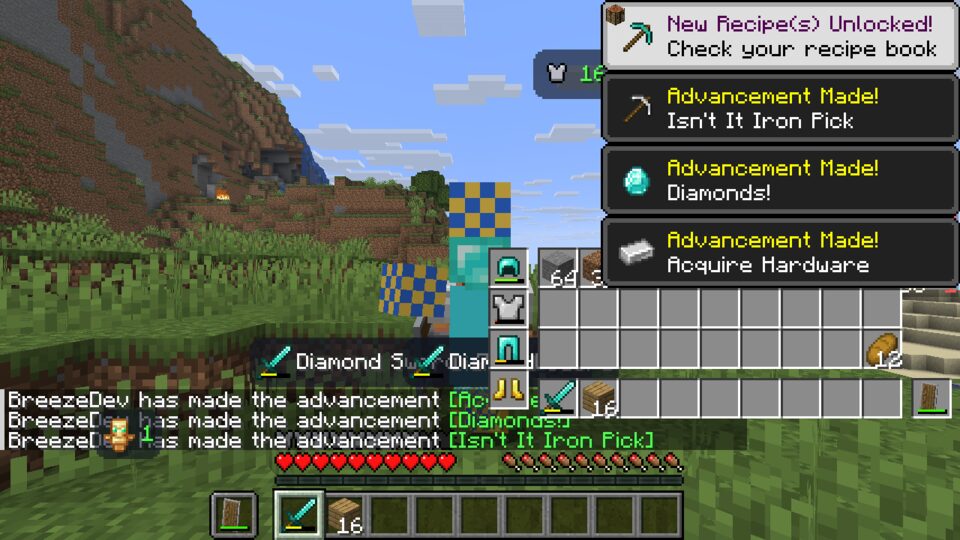 New Recipe(s) Unlocked!
Check your recipe book
16
Advancement Made!
Isn't It Iron Pick
Advancement Made!
Diamonds!
Advancement Made!
Acquire Hardware
64
12
Diamond
BreezeDev has made the advancement
BreezeDev has made the advancement [Diamonds!]
has made the advancement [Isn't It Iron Pick]
16
1
16